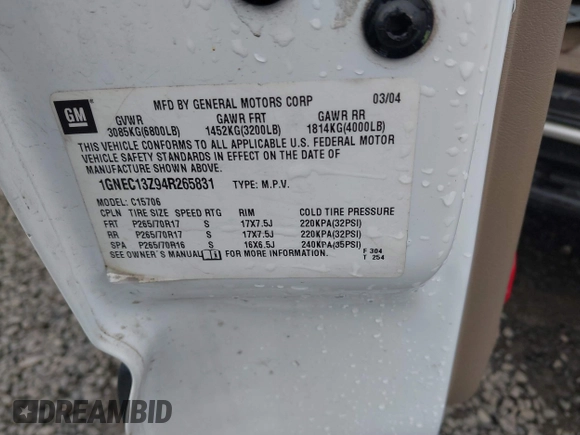 GM
MFD BY GENERAL MOTORS CORP 03/04
GVWR GAWR FRT GAWR RR
3085KG(6800LB) 1452KG(3200LB) 1814KG(4000LB)
THIS VEHICLE CONFORMS TO ALL APPLICABLE U.S. FEDERAL MOTOR
VEHICLE SAFETY STANDARDS IN EFFECT ON THE DATE OF
MANUFACTURE SHOWN ABOVE.
1GNEC13Z94R265831 TYPE: M.P.V.
MODEL: C15706
CPLN TIRE SIZE SPEED RTG RIM COLD TIRE PRESSURE
FRT P265/70R17 S 17X7.5J 220KPA(32PSI)
RR P265/70R17 S 17X7.5J 220KPA(32PSI)
SPA P265/70R16 S 16X6.5J 240KPA(35PSI)
SEE OWNER'S MANUAL F 304
T 254
DREAMBID